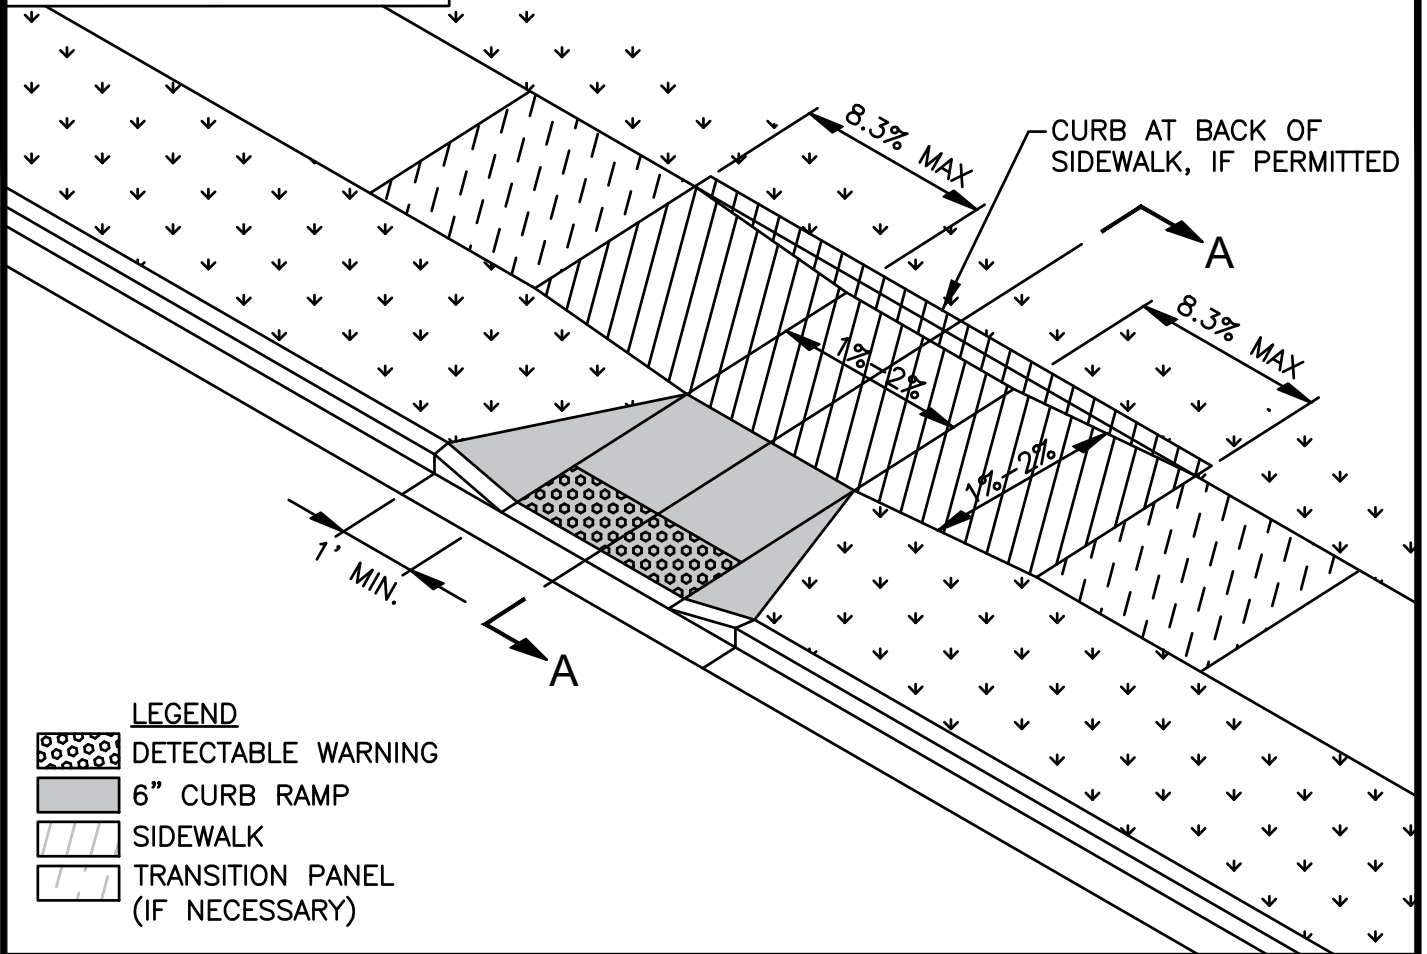 8.3% MAX
CURB AT BACK OF
SIDEWALK, IF PERMITTED
A
8.3% MAX
1%-2%
1%-2%
1' MIN.
A
LEGEND
DETECTABLE WARNING
6" CURB RAMP
SIDEWALK
TRANSITION PANEL
(IF NECESSARY)